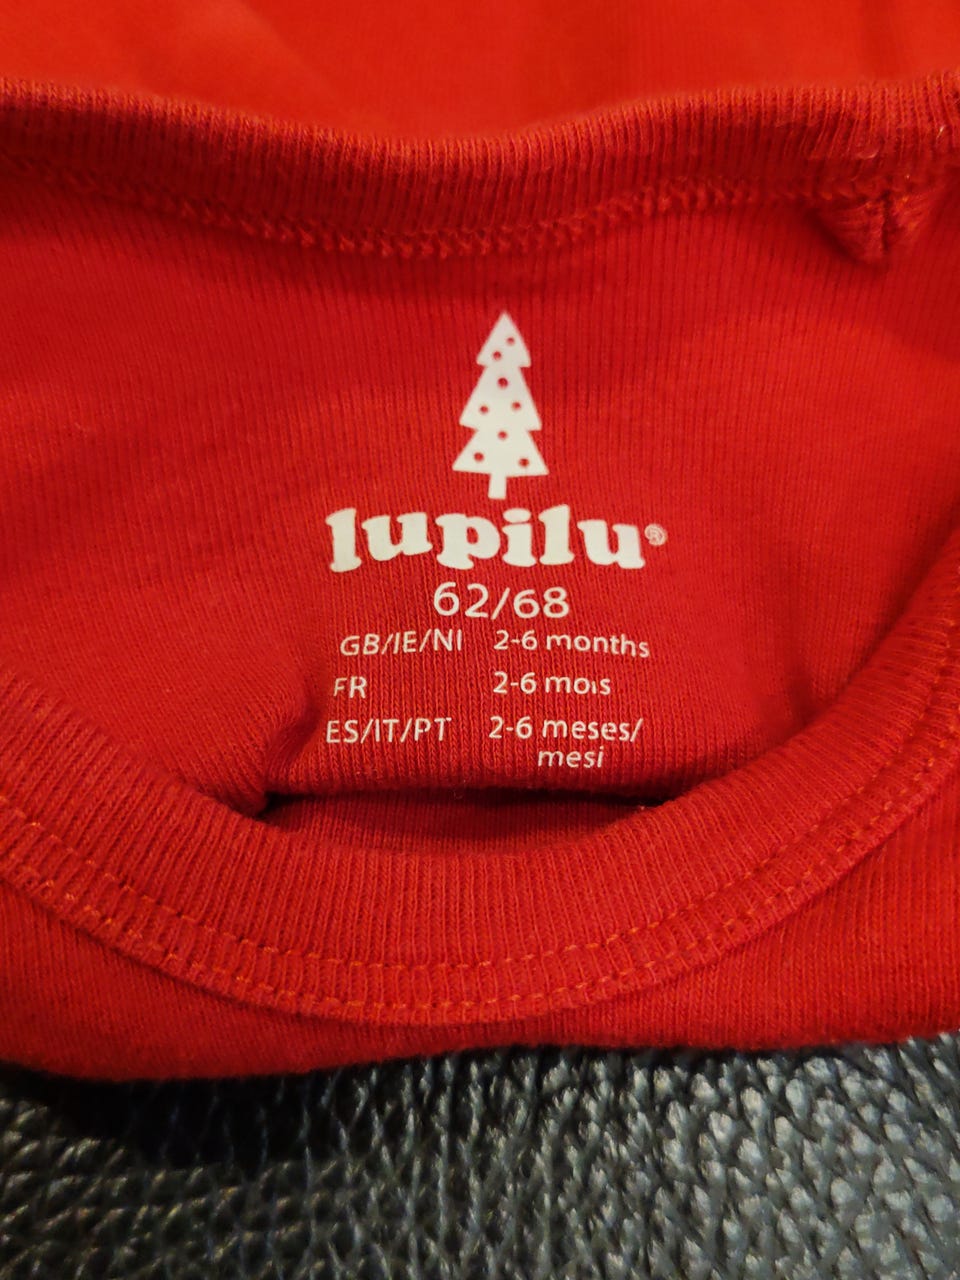 lupilu®
62/68
GB/IE/NI 2-6 months
FR 2-6 mois
ES/IT/PT 2-6 meses/
mesi